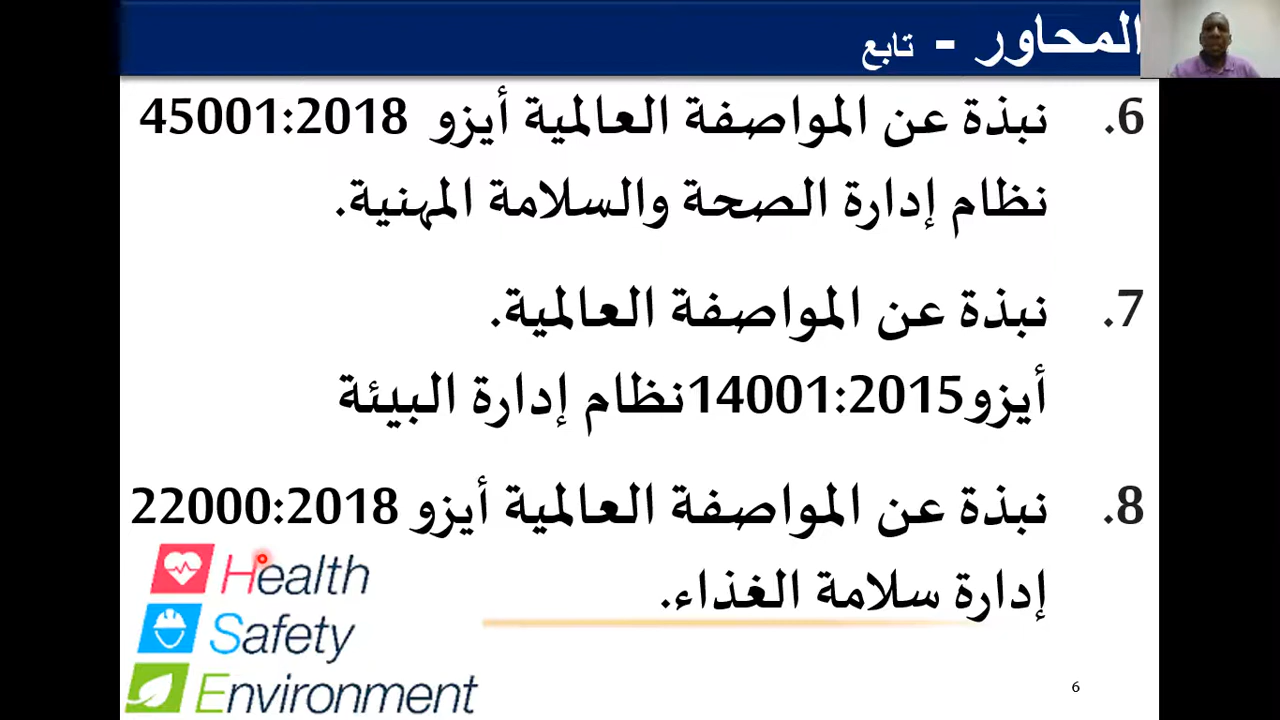 المحاور - تابع
6. نبذة عن المواصفة العالمية أيزو 45001:2018
نظام إدارة الصحة والسلامة المهنية.
7. نبذة عن المواصفة العالمية.
أيزو14001:2015نظام إدارة البيئة
8. نبذة عن المواصفة العالمية أيزو 22000:2018
إدارة سلامة الغذاء.
Health
Safety
Environment
6